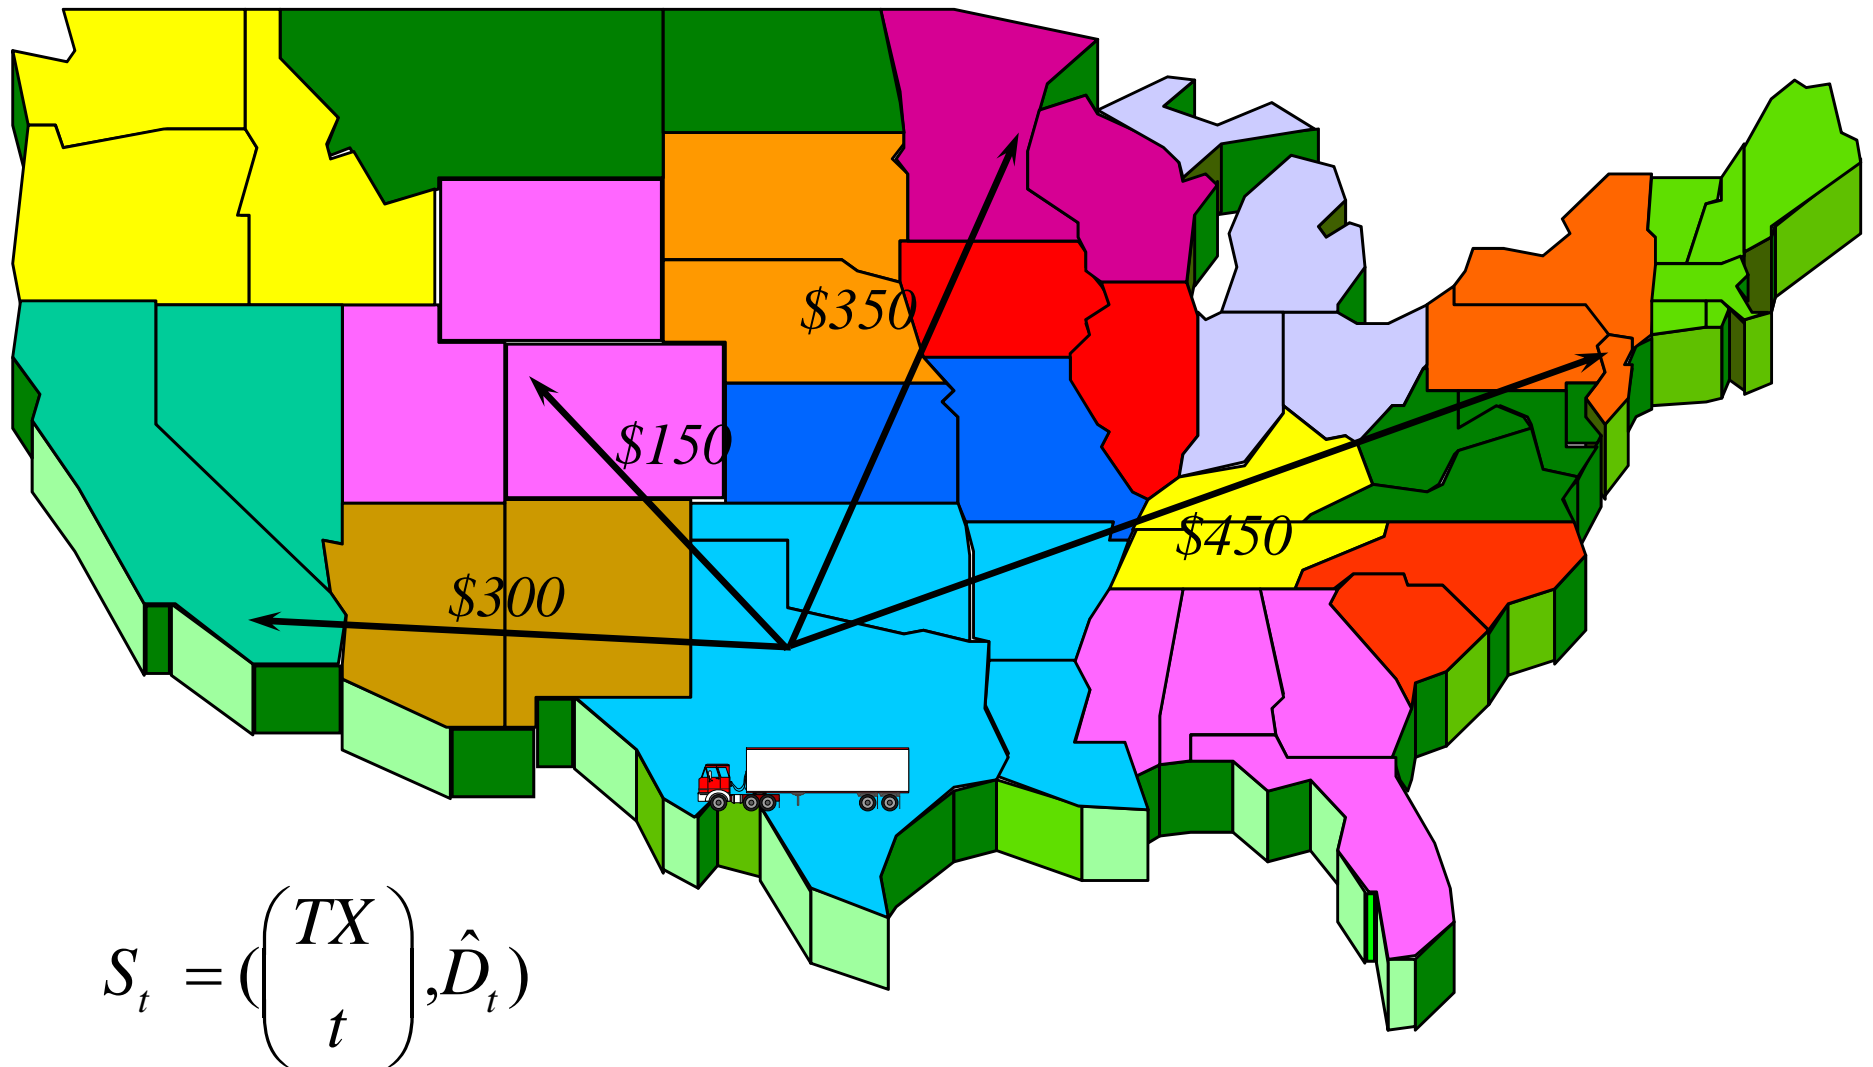 $350
$150
$450
$300
S_t = ( ( TX
t ) , D̂_t )